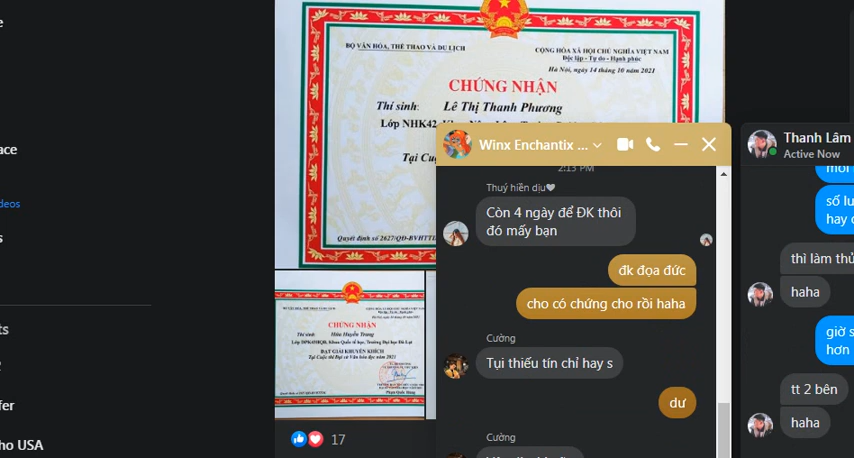 ace
deos
ts
fer
ho USA
BỘ VĂN HÓA, THỂ THAO VÀ DU LỊCH
CỘNG HÒA XÃ HỘI CHỦ NGHĨA VIỆT NAM
Độc lập - Tự do - Hạnh phúc
Hà Nội, ngày 14 tháng 10 năm 2021
CHỨNG NHẬN
Thí sinh: Lê Thị Thanh Phương
Lớp NHK42
Tại Cuộc
Quyết định số 2627/QĐ-BVHTTDL
CHỨNG NHẬN
Huyền Trang
ĐẠT GIẢI KHUYẾN KHÍCH
17
Winx Enchantix ...
2:13 PM
Thuý hiền dịu
Còn 4 ngày để ĐK thôi
đó mấy bạn
đk đọa đức
cho có chứng cho rồi haha
Cường
Tụi thiếu tín chỉ hay s
dư
Cường
Thanh Lâm
Active Now
số lư
hay c
thì làm thủ
haha
giờ s
hơn
tt 2 bên
haha